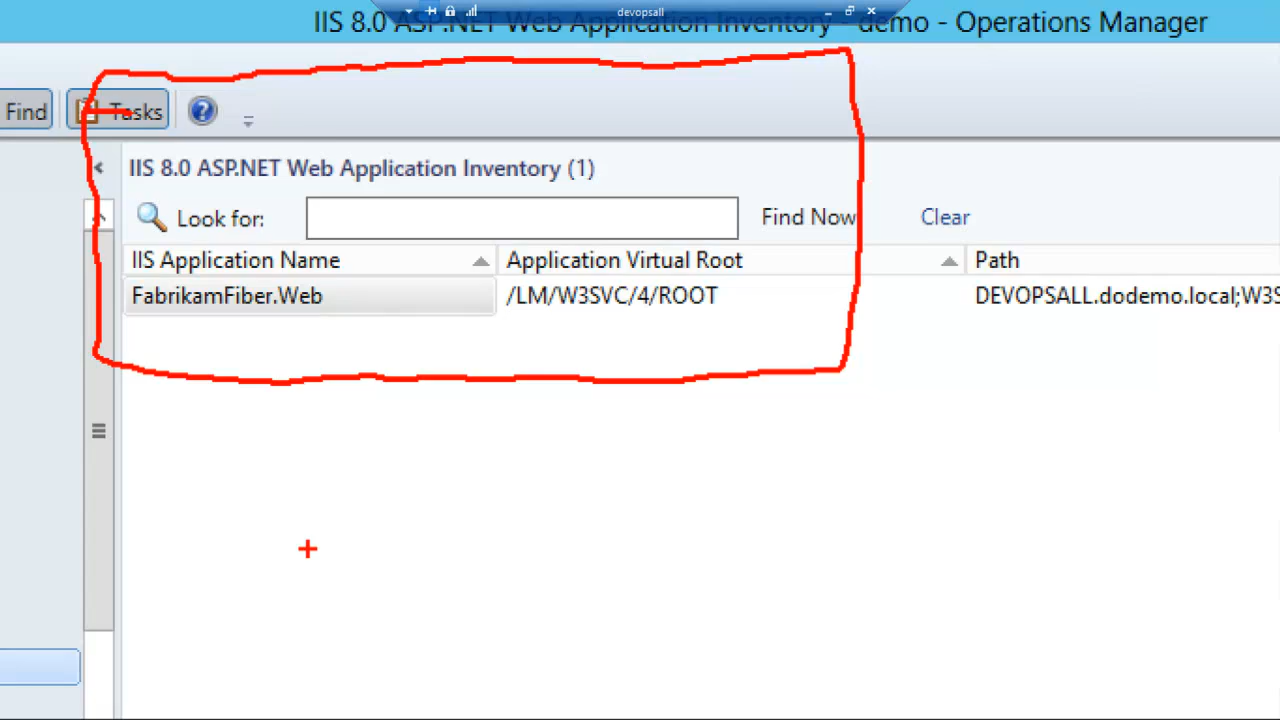 devopsall
IIS 8.0 ASP.NET Web Application Inventory - demo - Operations Manager
Find Tasks
IIS 8.0 ASP.NET Web Application Inventory (1)
Look for: Find Now Clear
IIS Application Name Application Virtual Root Path
FabrikamFiber.Web /LM/W3SVC/4/ROOT DEVOPSALL.dodemo.local;W3S